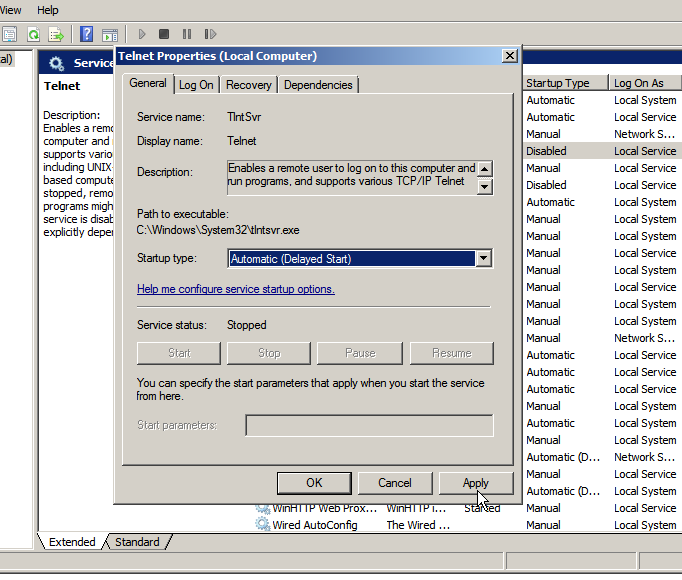 View Help
al)
Service
Telnet Properties (Local Computer)
Telnet
Description:
Enables a remo
computer and
supports vario
including UNIX
based compute
stopped, remo
programs migh
service is disab
explicitly depe
General
Log On
Recovery
Dependencies
Service name: TlntSvr
Display name: Telnet
Description: Enables a remote user to log on to this computer and
run programs, and supports various TCP/IP Telnet
Path to executable:
C:\Windows\System32\tlntsvr.exe
Startup type: Automatic (Delayed Start)
Help me configure service startup options.
Service status: Stopped
Start
Stop
Pause
Resume
You can specify the start parameters that apply when you start the service
from here.
Start parameters:
OK
Cancel
Apply
Startup Type Log On As
Automatic Local System
Automatic Local Service
Manual Network S...
Disabled Local Service
Manual Local Service
Disabled Local Service
Automatic Local System
Manual Local System
Manual Local System
Manual Local Service
Manual Local System
Manual Local System
Manual Local System
Manual Local System
Manual Network S...
Automatic Local Service
Automatic Local Service
Automatic Local Service
Manual Local System
Automatic Local System
Manual Local System
Automatic (D... Network S...
Manual Local Service
Automatic (D... Local System
WinHTTP Web Prox... WinHTTP i... Started Manual Local Service
Wired AutoConfig The Wired ... Manual Local System
Extended
Standard